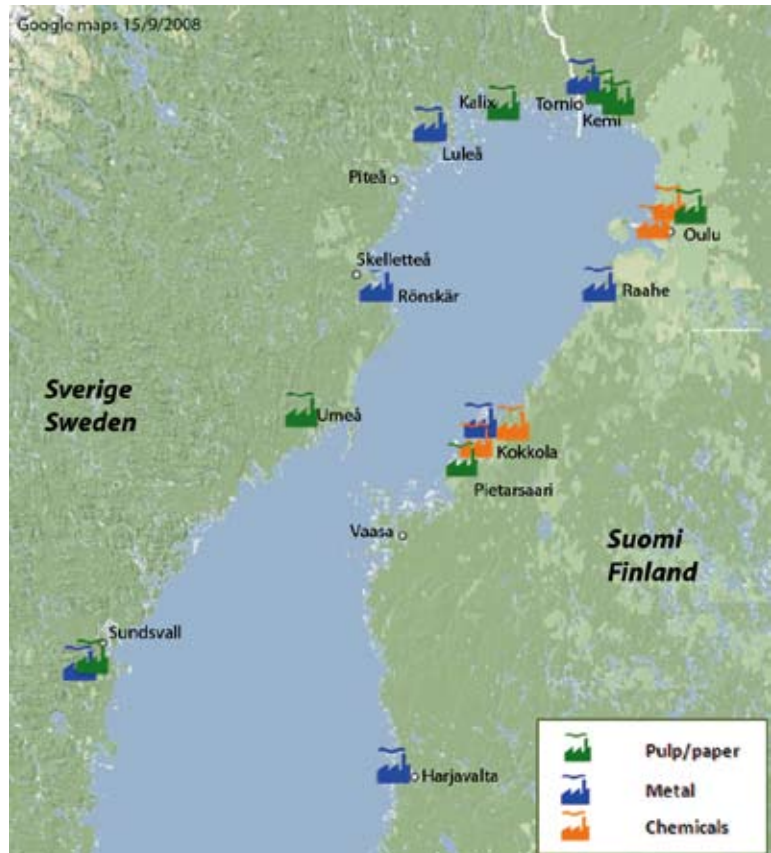 Google maps 15/9/2008
Kalix
Tornio
Kemi
Luleå
Piteå
Oulu
Skelletteå
Rönskär
Raahe
Sverige
Sweden
Umeå
Kokkola
Pietarsaari
Vaasa
Suomi
Finland
Sundsvall
Harjavalta
Pulp/paper
Metal
Chemicals